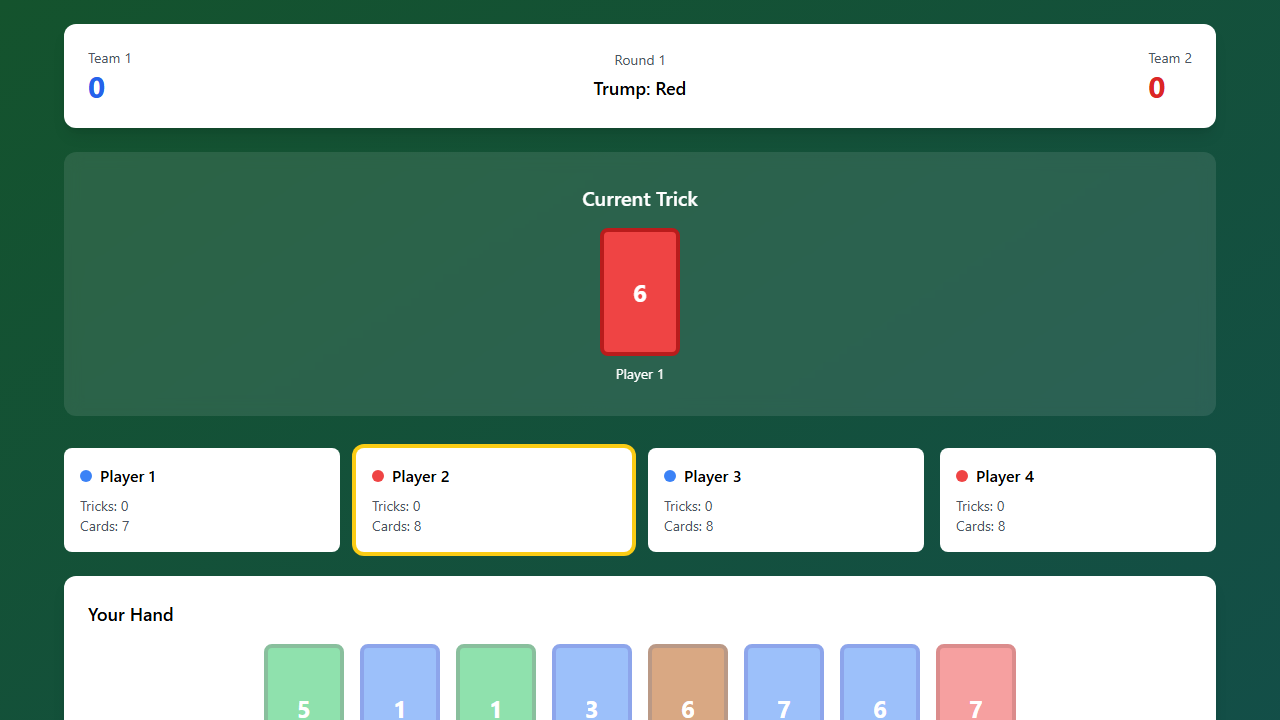 Team 1
0
Round 1
Trump: Red
Team 2
0
Current Trick
6
Player 1
Player 1
Tricks: 0
Cards: 7
Player 2
Tricks: 0
Cards: 8
Player 3
Tricks: 0
Cards: 8
Player 4
Tricks: 0
Cards: 8
Your Hand
5 1 1 3 6 7 6 7